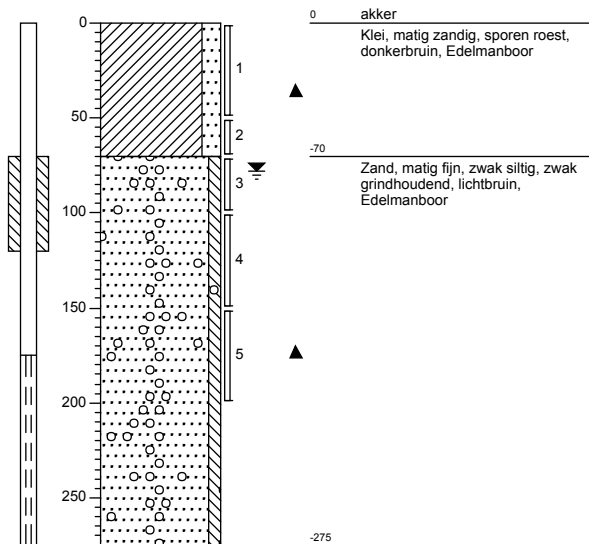 0
50
100
150
200
250
1
2
3
4
5
0 akker
Klei, matig zandig, sporen roest,
donkerbruin, Edelmanboor
-70
Zand, matig fijn, zwak siltig, zwak
grindhoudend, lichtbruin,
Edelmanboor
-275